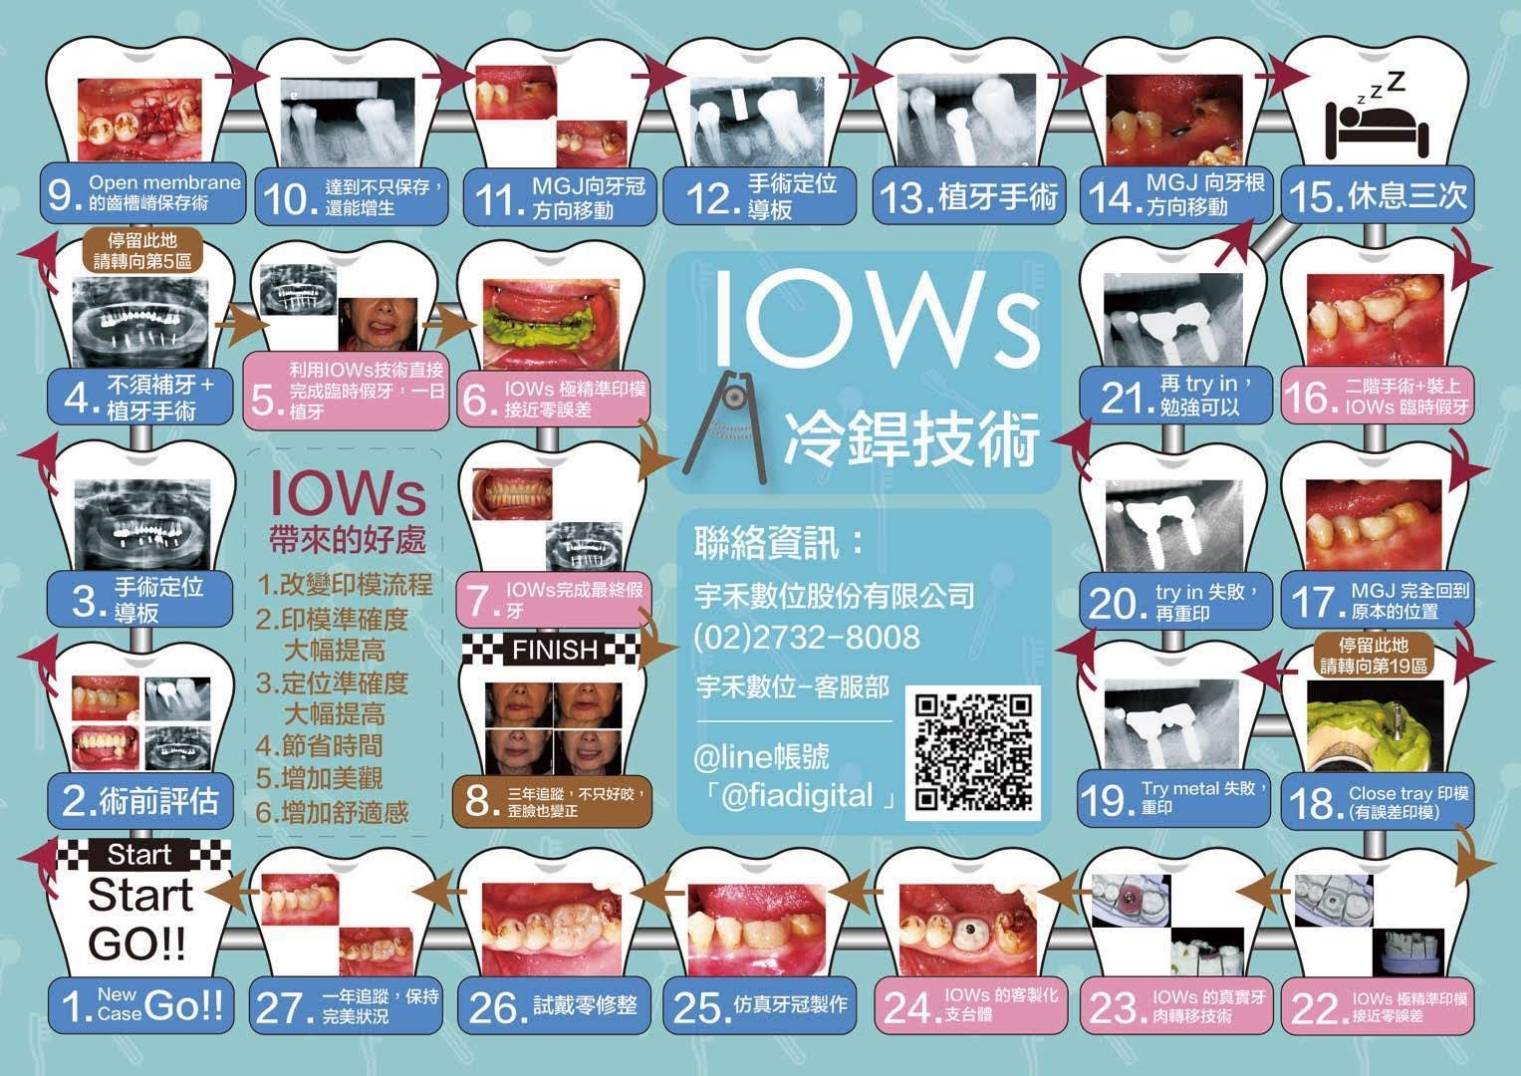 9. Open membrane
的齒槽嵴保存術
10. 達到不只保存，
還能增生
11. MGJ向牙冠
方向移動
12. 手術定位
導板
13. 植牙手術
14. MGJ 向牙根
方向移動
z z Z
15. 休息三次
停留此地
請轉向第5區
4. 不須補牙+
植牙手術
5. 利用IOWs技術直接
完成臨時假牙，一日
植牙
6. IOWs 極精準印模
接近零誤差
IOWs
冷銲技術
21. 再 try in，
勉強可以
16. 二階手術+裝上
IOWs 臨時假牙
3. 手術定位
導板
IOWs
帶來的好處
1.改變印模流程
2.印模準確度
大幅提高
3.定位準確度
大幅提高
4.節省時間
5.增加美觀
6.增加舒適感
7. IOWs完成最終假
牙
聯絡資訊：
宇禾數位股份有限公司
(02)2732-8008
宇禾數位-客服部
@line帳號
「@fiadigital」
20. try in 失敗，
再重印
17. MGJ 完全回到
原本的位置
2.術前評估
FINISH
8. 三年追蹤，不只好咬，
歪臉也變正
19. Try metal 失敗，
重印
停留此地
請轉向第19區
18. Close tray 印模
(有誤差印模)
Start
Start
GO!!
1. New
Case Go!!
27. 一年追蹤，保持
完美狀況
26. 試戴零修整
25. 仿真牙冠製作
24. IOWs 的客製化
支台體
23. IOWs 的真實牙
肉轉移技術
22. IOWs 極精準印模
接近零誤差